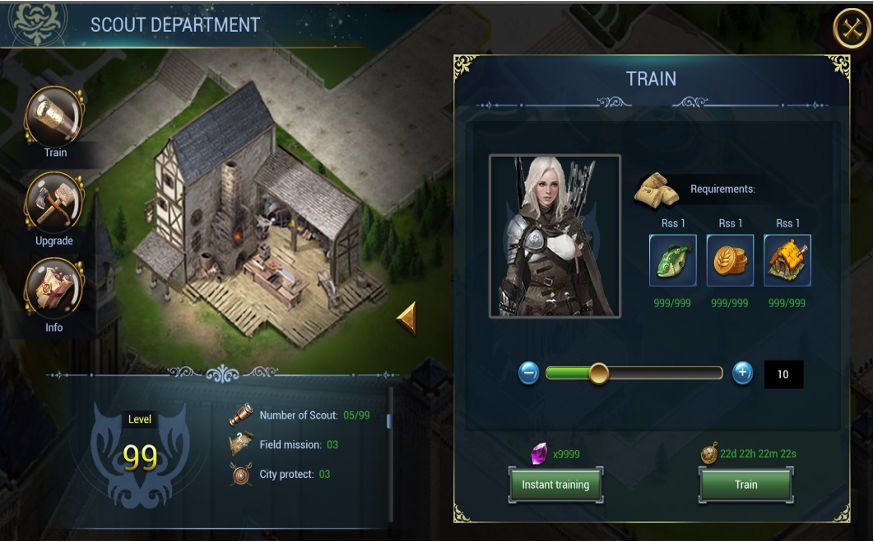 SCOUT DEPARTMENT
Train
Upgrade
Info
Level
99
Number of Scout: 05/99
Field mission: 03
City protect: 03
TRAIN
Requirements:
Rss 1 Rss 1 Rss 1
999/999 999/999 999/999
10
x9999
Instant training
22d 22h 22m 22s
Train